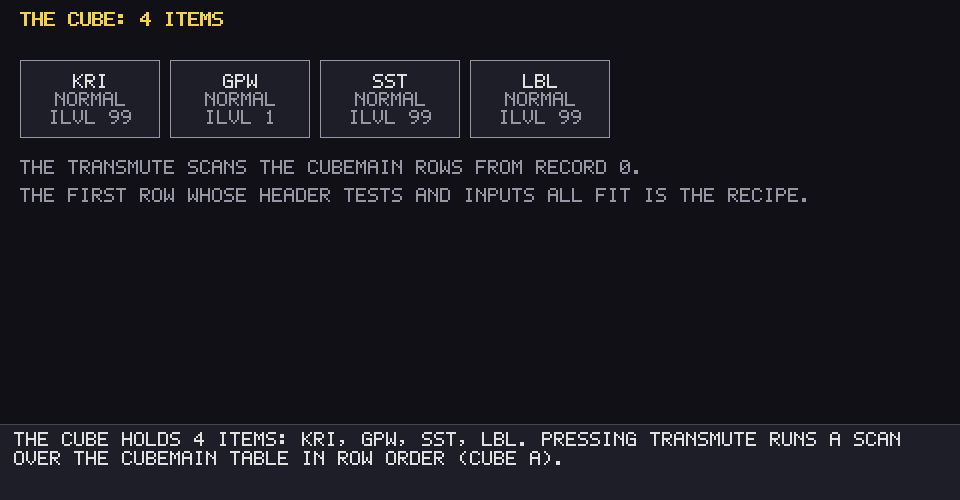 THE CUBE: 4 ITEMS
KRI
NORMAL
ILVL 99
GPW
NORMAL
ILVL 1
SST
NORMAL
ILVL 99
LBL
NORMAL
ILVL 99
THE TRANSMUTE SCANS THE CUBEMAIN ROWS FROM RECORD 0.
THE FIRST ROW WHOSE HEADER TESTS AND INPUTS ALL FIT IS THE RECIPE.
THE CUBE HOLDS 4 ITEMS: KRI, GPW, SST, LBL. PRESSING TRANSMUTE RUNS A SCAN
OVER THE CUBEMAIN TABLE IN ROW ORDER (CUBE A).